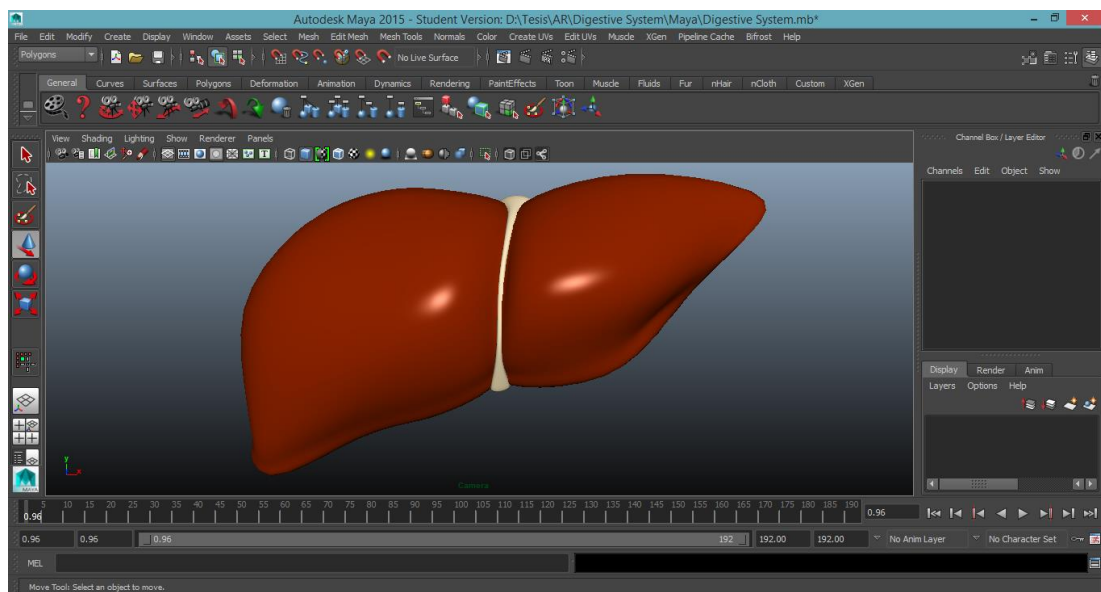 Autodesk Maya 2015 - Student Version: D:\Tesis\AR\Digestive System\Maya\Digestive System.mb*
File Edit Modify Create Display Window Assets Select Mesh Edit Mesh Mesh Tools Normals Color Create UVs Edit UVs Muscle XGen Pipeline Cache Bifrost Help
Polygons No Live Surface
General Curves Surfaces Polygons Deformation Animation Dynamics Rendering PaintEffects Toon Muscle Fluids Fur nHair nCloth Custom XGen
View Shading Lighting Show Renderer Panels
Channel Box / Layer Editor
Channels Edit Object Show
Display Render Anim
Layers Options Help
y
x
Camera
5 10 15 20 25 30 35 40 45 50 55 60 65 70 75 80 85 90 95 100 105 110 115 120 125 130 135 140 145 150 155 160 165 170 175 180 185 190
0.96 0.96
0.96 0.96 0.96 192 192.00 192.00 No Anim Layer No Character Set
MEL
Move Tool: Select an object to move.